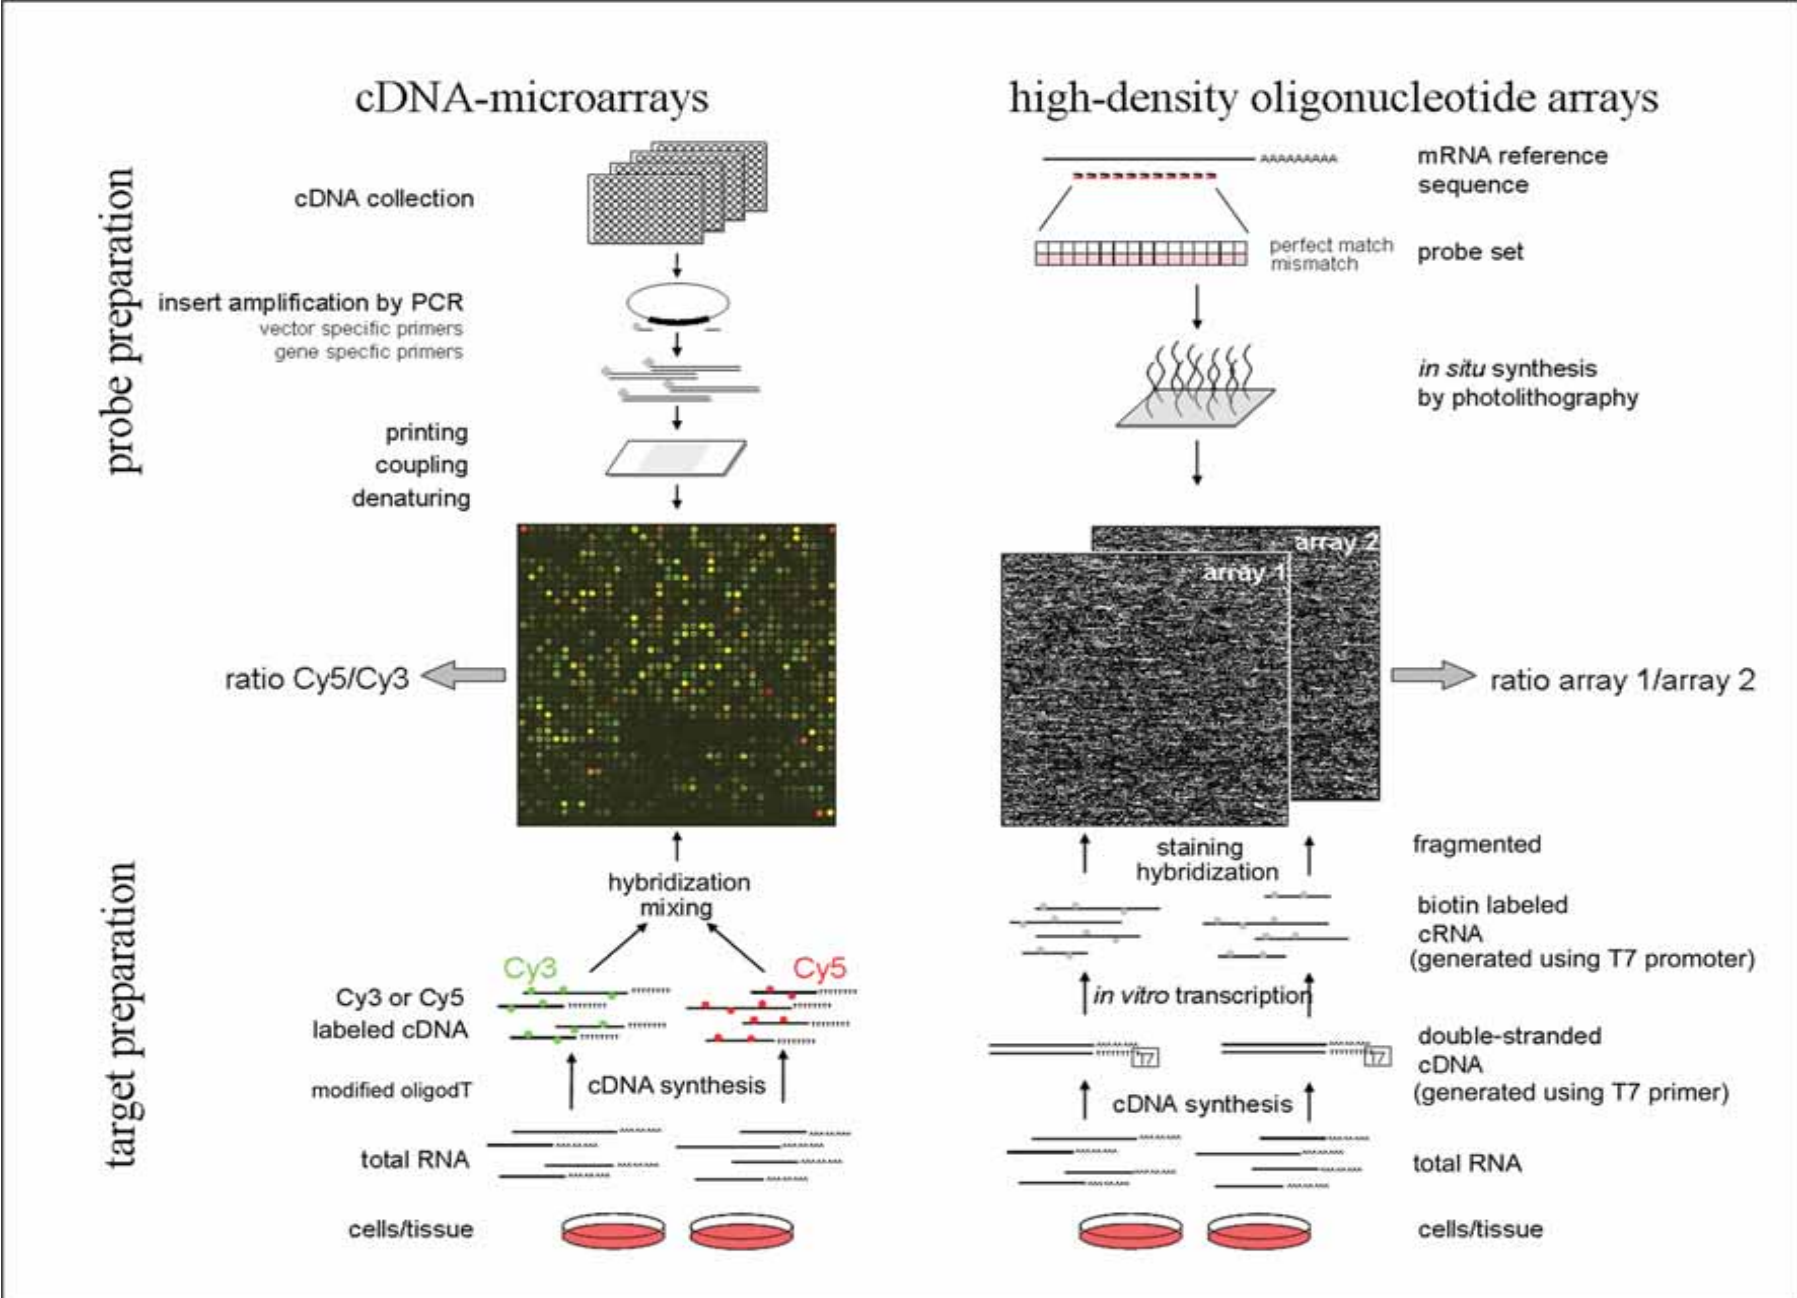 cDNA-microarrays
high-density oligonucleotide arrays
probe preparation
cDNA collection
insert amplification by PCR
vector specific primers
gene specfic primers
printing
coupling
denaturing
AAAAAAAAA
mRNA reference
sequence
perfect match
mismatch
probe set
in situ synthesis
by photolithography
ratio Cy5/Cy3
array 2
array 1
ratio array 1/array 2
target preparation
hybridization
mixing
Cy3
Cy5
Cy3 or Cy5
labeled cDNA
modified oligodT
cDNA synthesis
total RNA
cells/tissue
staining
hybridization
fragmented
biotin labeled
cRNA
(generated using T7 promoter)
in vitro transcription
T7
T7
double-stranded
cDNA
(generated using T7 primer)
cDNA synthesis
total RNA
cells/tissue